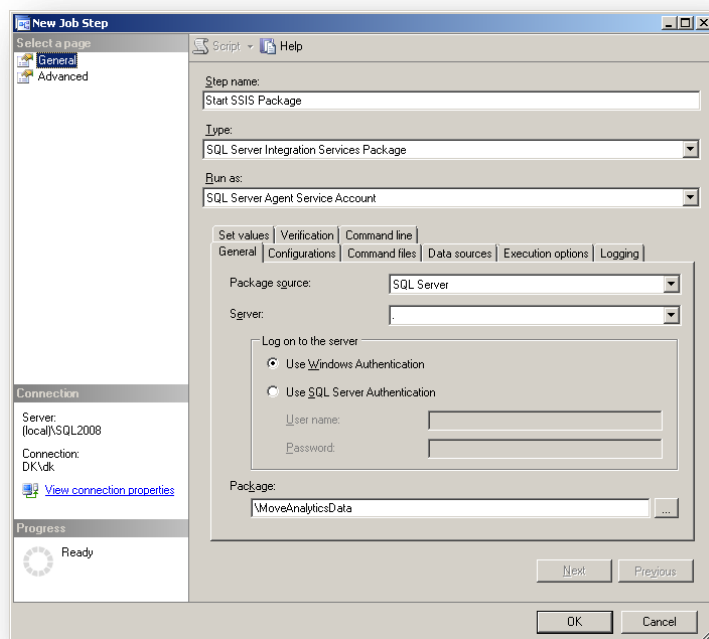 New Job Step
Select a page
General
Advanced
Script
Help
Step name:
Start SSIS Package
Type:
SQL Server Integration Services Package
Run as:
SQL Server Agent Service Account
Set values
Verification
Command line
General
Configurations
Command files
Data sources
Execution options
Logging
Package source:
SQL Server
Server:
.
Log on to the server
Use Windows Authentication
Use SQL Server Authentication
User name:
Password:
Package:
\MoveAnalyticsData
...
Connection
Server:
(local)\SQL2008
Connection:
DK\dk
View connection properties
Progress
Ready
Next
Previous
OK
Cancel